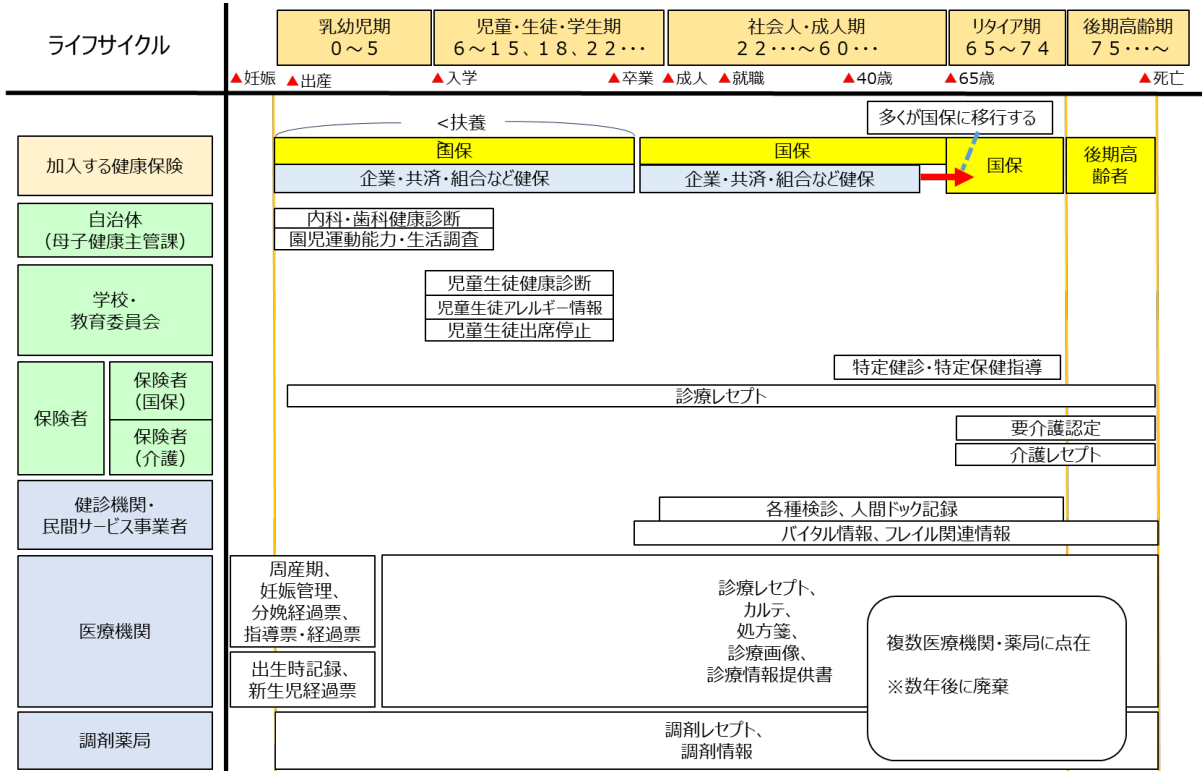 ライフサイクル
乳幼児期
0～5
児童・生徒・学生期
6～15、18、22・・・
社会人・成人期
22・・・～60・・・
リタイア期
65～74
後期高齢期
75・・・～
▲妊娠
▲出産
▲入学
▲卒業
▲成人
▲就職
▲40歳
▲65歳
▲死亡
加入する健康保険
<扶養
>
国保
企業・共済・組合など健保
国保
企業・共済・組合など健保
多くが国保に移行する
国保
後期高
齢者
自治体
(母子健康主管課)
内科・歯科健康診断
園児運動能力・生活調査
学校・
教育委員会
児童生徒健康診断
児童生徒アレルギー情報
児童生徒出席停止
保険者
保険者
(国保)
保険者
(介護)
特定健診・特定保健指導
診療レセプト
要介護認定
介護レセプト
健診機関・
民間サービス事業者
各種検診、人間ドック記録
バイタル情報、フレイル関連情報
医療機関
周産期、
妊娠管理、
分娩経過票、
指導票・経過票
出生時記録、
新生児経過票
診療レセプト、
カルテ、
処方箋、
診療画像、
診療情報提供書
複数医療機関・薬局に点在
※数年後に廃棄
調剤薬局
調剤レセプト、
調剤情報